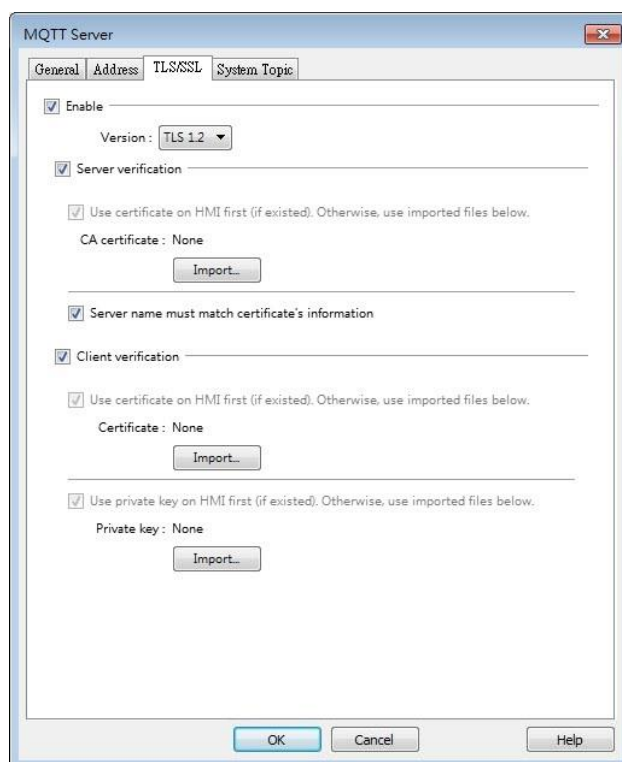 MQTT Server
General Address TLS/SSL System Topic
Enable
Version : TLS 1.2
Server verification
Use certificate on HMI first (if existed). Otherwise, use imported files below.
CA certificate : None
Import...
Server name must match certificate's information
Client verification
Use certificate on HMI first (if existed). Otherwise, use imported files below.
Certificate : None
Import...
Use private key on HMI first (if existed). Otherwise, use imported files below.
Private key : None
Import...
OK Cancel Help